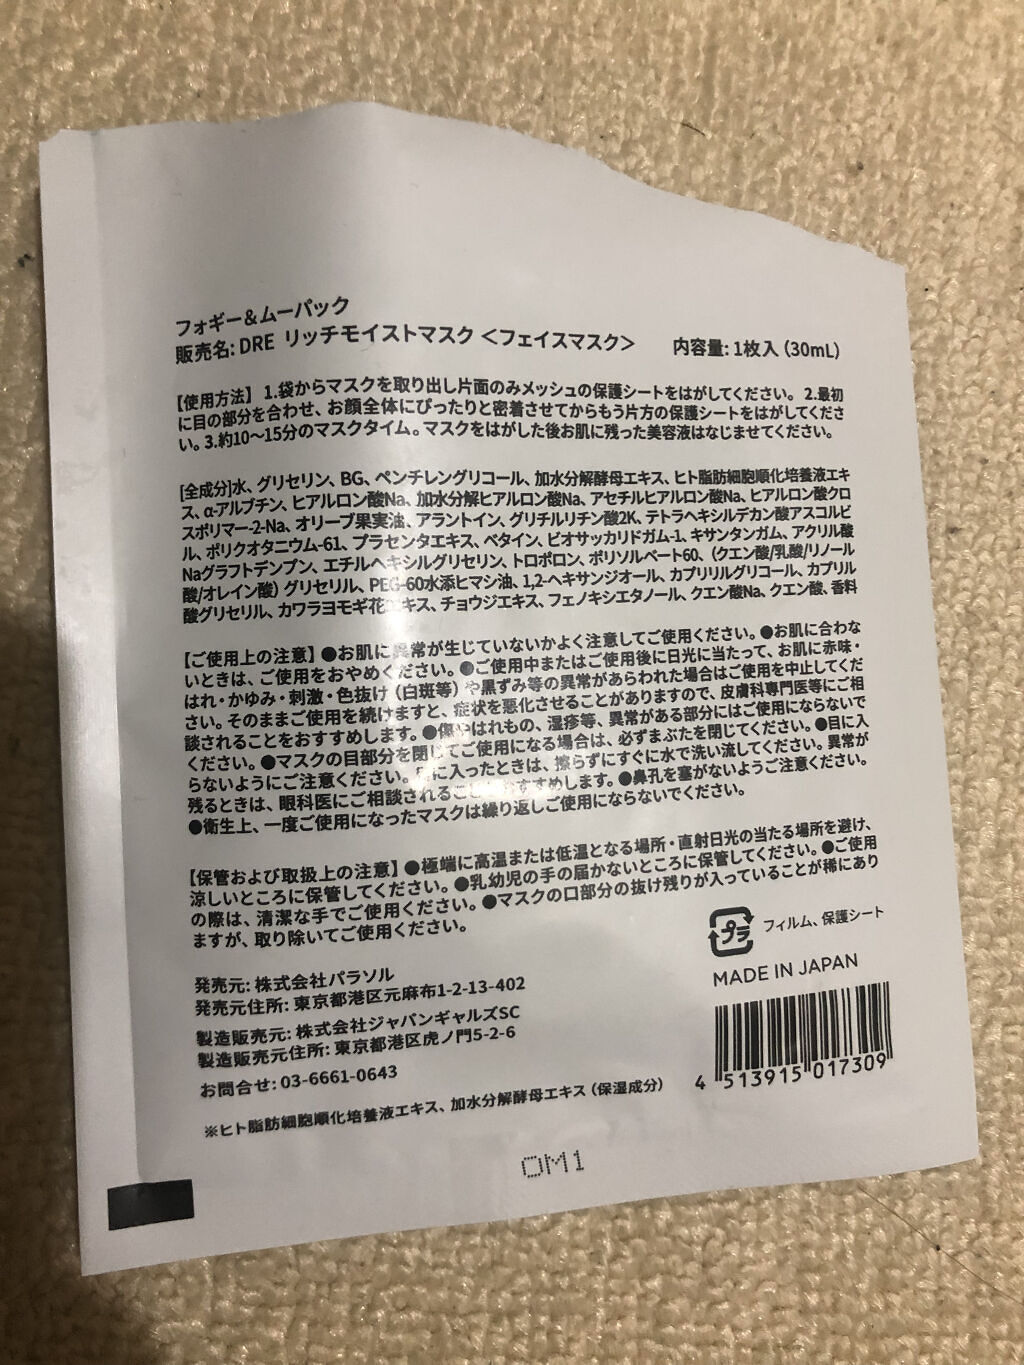 フォギー＆ムーパック
販売名: DRE リッチモイストマスク ＜フェイスマスク＞ 内容量: 1枚入（30mL）
【使用方法】 1.袋からマスクを取り出し片面のみメッシュの保護シートをはがしてください。 2.最初
に目の部分を合わせ、お顔全体にぴったりと密着させてからもう片方の保護シートをはがしてくださ
い。3.約10〜15分のマスクタイム。マスクをはがした後お肌に残った美容液はなじませてください。
[全成分]水、グリセリン、BG、ペンチレングリコール、加水分解酵母エキス、ヒト脂肪細胞順化培養液エキ
ス、α-アルブチン、ヒアルロン酸Na、加水分解ヒアルロン酸Na、アセチルヒアルロン酸Na、ヒアルロン酸クロ
スポリマー-2-Na、オリーブ果実油、アラントイン、グリチルリチン酸2K、テトラヘキシルデカン酸アスコルビ
ル、ポリクオタニウム-61、プラセンタエキス、ベタイン、ビオサッカリドガム-1、キサンタンガム、アクリル酸
Naグラフトデンプン、エチルヘキシルグリセリン、トロポロン、ポリソルベート60、（クエン酸/乳酸/リノール
酸/オレイン酸）グリセリル、PEG-60水添ヒマシ油、1,2-ヘキサンジオール、カプリリルグリコール、カプリル
酸グリセリル、カワラヨモギ花エキス、チョウジエキス、フェノキシエタノール、クエン酸Na、クエン酸、香料
【ご使用上の注意】●お肌に異常が生じていないかよく注意してご使用ください。●お肌に合わな
いときは、ご使用をおやめください。●ご使用中またはご使用後に日光に当たって、お肌に赤味・
はれ・かゆみ・刺激・色抜け（白斑等）や黒ずみ等の異常があらわれた場合はご使用を中止してくだ
さい。そのままご使用を続けますと、症状を悪化させることがありますので、皮膚科専門医等にご相
談されることをおすすめします。●傷やはれもの、湿疹等、異常がある部分にはご使用にならないで
ください。●マスクの目部分を閉じてご使用になる場合は、必ずまぶたを閉じてください。●目に入
らないようにご注意ください。目に入ったときは、擦らずにすぐに水で洗い流してください。異常が
残るときは、眼科医にご相談されることをおすすめします。●鼻孔を塞がないようご注意ください。
●衛生上、一度ご使用になったマスクは繰り返しご使用にならないでください。
【保管および取扱上の注意】●極端に高温または低温となる場所・直射日光の当たる場所を避け、
涼しいところに保管してください。●乳幼児の手の届かないところに保管してください。●ご使用
の際は、清潔な手でご使用ください。●マスクの口部分の抜け残りが入っていることが稀にあり
ますが、取り除いてご使用ください。
プラ フィルム、保護シート
MADE IN JAPAN
発売元: 株式会社パラソル
発売元住所: 東京都港区元麻布1-2-13-402
製造販売元: 株式会社ジャパンギャルズSC
製造販売元住所: 東京都港区虎ノ門5-2-6
お問合せ: 03-6661-0643
4 513915 017309
※ヒト脂肪細胞順化培養液エキス、加水分解酵母エキス（保湿成分）
OM1